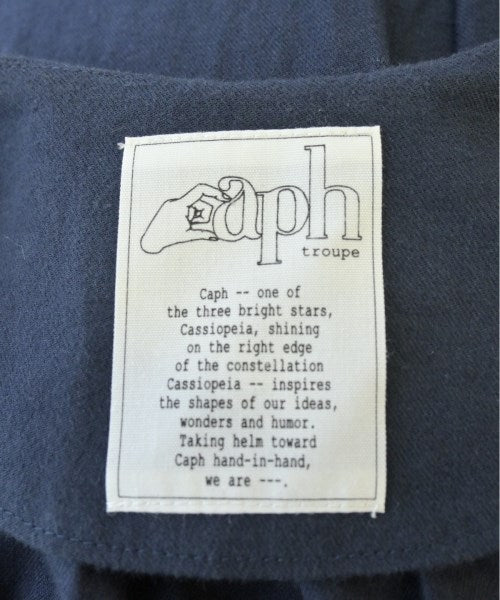 Caph
troupe
Caph -- one of
the three bright stars,
Cassiopeia, shining
on the right edge
of the constellation
Cassiopeia -- inspires
the shapes of our ideas,
wonders and humor.
Taking helm toward
Caph hand-in-hand,
we are ---.